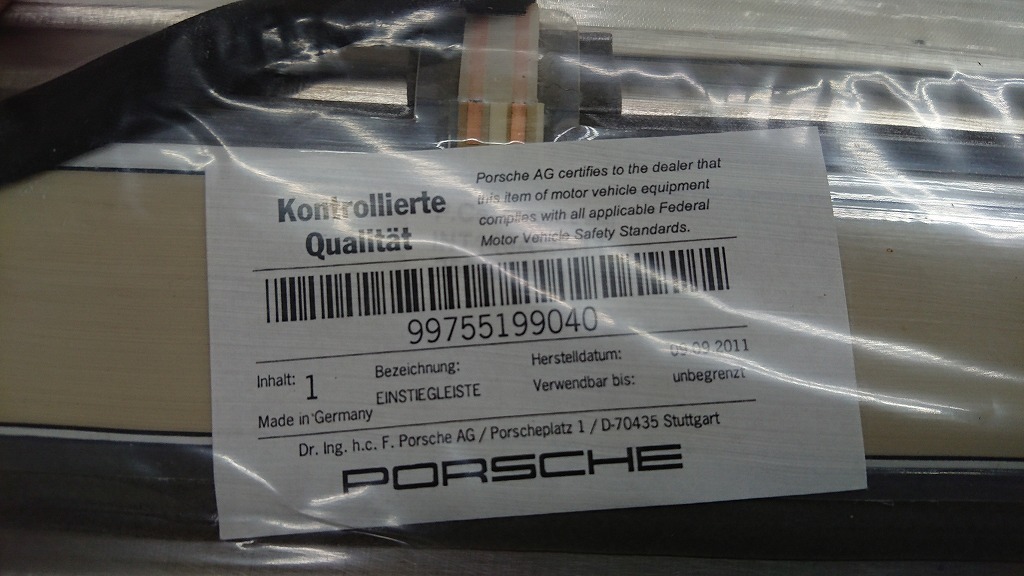 Kontrollierte
Qualität
Porsche AG certifies to the dealer that
this item of motor vehicle equipment
complies with all applicable Federal
Motor Vehicle Safety Standards.
99755199040
Inhalt: 1
Bezeichnung:
EINSTIEGLEISTE
Herstelldatum: 09.09.2011
Verwendbar bis: unbegrenzt
Made in Germany
Dr. Ing. h.c. F. Porsche AG / Porscheplatz 1 / D-70435 Stuttgart
PORSCHE